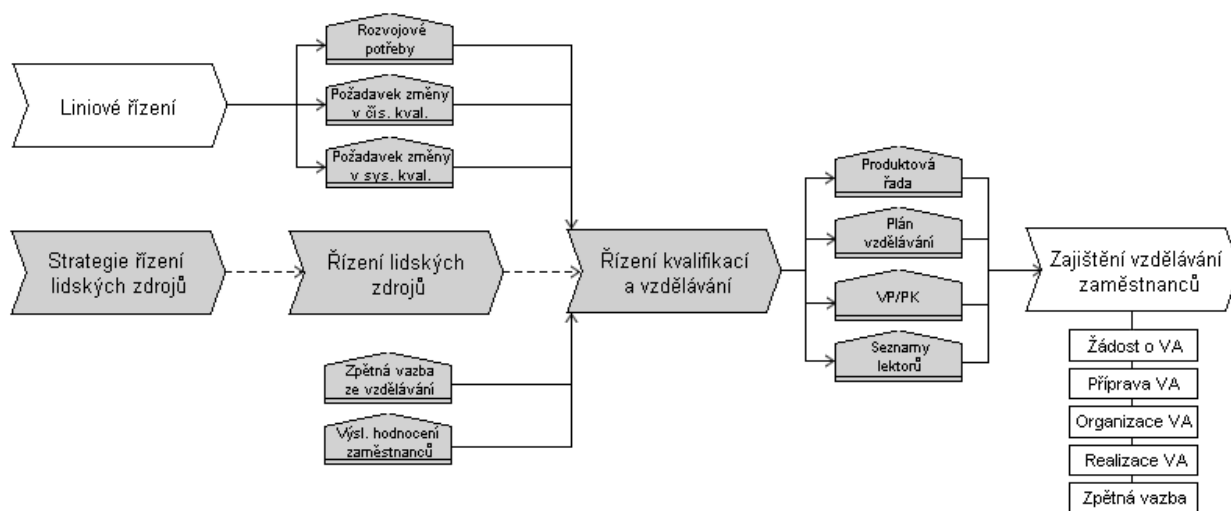 Rozvojové
potřeby
Liniové řízení
Požadavek změny
v čís. kval.
Požadavek změny
v sys. kval.
Strategie řízení
lidských zdrojů
Řízení lidských
zdrojů
Řízení kvalifikací
a vzdělávání
Zpětná vazba
ze vzdělávání
Výsl. hodnocení
zaměstnanců
Produktová
řada
Plán
vzdělávání
VP/PK
Seznamy
lektorů
Zajištění vzdělávání
zaměstnanců
Žádost o VA
Příprava VA
Organizace VA
Realizace VA
Zpětná vazba